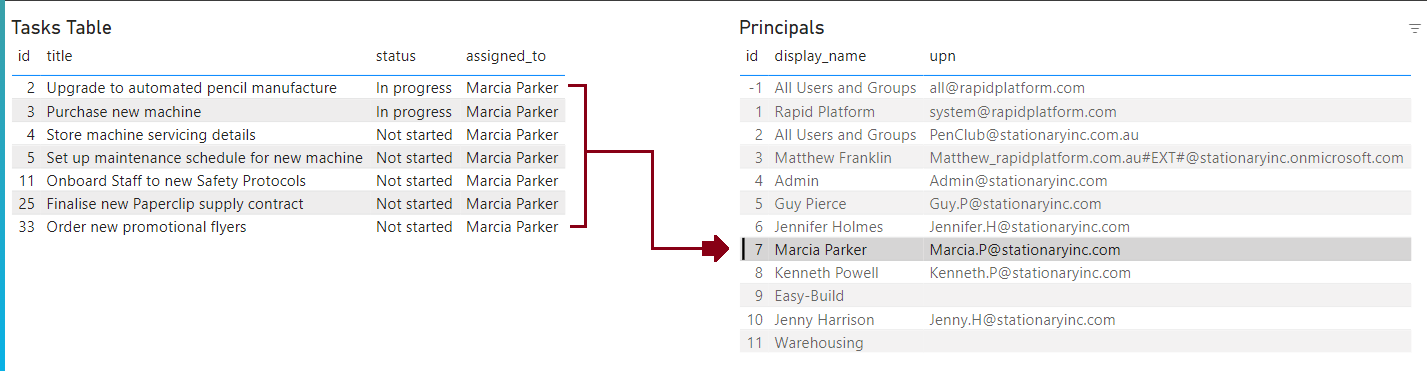 Tasks Table
id title status assigned_to
2 Upgrade to automated pencil manufacture In progress Marcia Parker
3 Purchase new machine In progress Marcia Parker
4 Store machine servicing details Not started Marcia Parker
5 Set up maintenance schedule for new machine Not started Marcia Parker
11 Onboard Staff to new Safety Protocols Not started Marcia Parker
25 Finalise new Paperclip supply contract Not started Marcia Parker
33 Order new promotional flyers Not started Marcia Parker
Principals
id display_name upn
-1 All Users and Groups all@rapidplatform.com
1 Rapid Platform system@rapidplatform.com
2 All Users and Groups PenClub@stationaryinc.com.au
3 Matthew Franklin Matthew_rapidplatform.com.au#EXT#@stationaryinc.onmicrosoft.com
4 Admin Admin@stationaryinc.com
5 Guy Pierce Guy.P@stationaryinc.com
6 Jennifer Holmes Jennifer.H@stationaryinc.com
7 Marcia Parker Marcia.P@stationaryinc.com
8 Kenneth Powell Kenneth.P@stationaryinc.com
9 Easy-Build
10 Jenny Harrison Jenny.H@stationaryinc.com
11 Warehousing